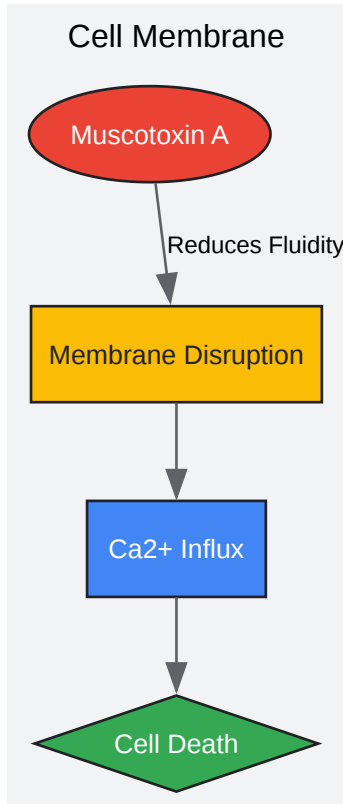 Cell Membrane
Muscotoxin A
Reduces Fluidity
Membrane Disruption
Ca2+ Influx
Cell Death